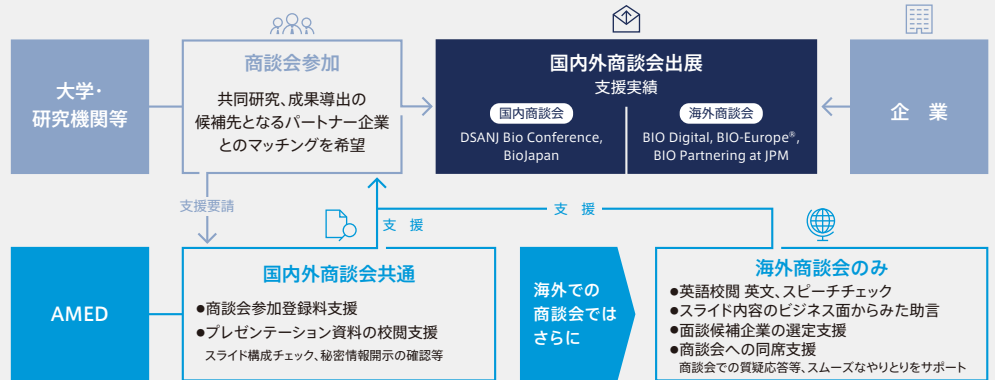 大学・
研究機関等
商談会参加
共同研究、成果導出の
候補先となるパートナー企業
とのマッチングを希望
国内外商談会出展
支援実績
国内商談会
DSANJ Bio Conference,
BioJapan
海外商談会
BIO Digital, BIO-Europe®,
BIO Partnering at JPM
企　業
支援要請
支　援
支　援
AMED
国内外商談会共通
●商談会参加登録料支援
●プレゼンテーション資料の校閲支援
スライド構成チェック、秘密情報開示の確認等
海外での
商談会では
さらに
海外商談会のみ
●英語校閲 英文、スピーチチェック
●スライド内容のビジネス面からみた助言
●面談候補企業の選定支援
●商談会への同席支援
商談会での質疑応答等、スムーズなやりとりをサポート